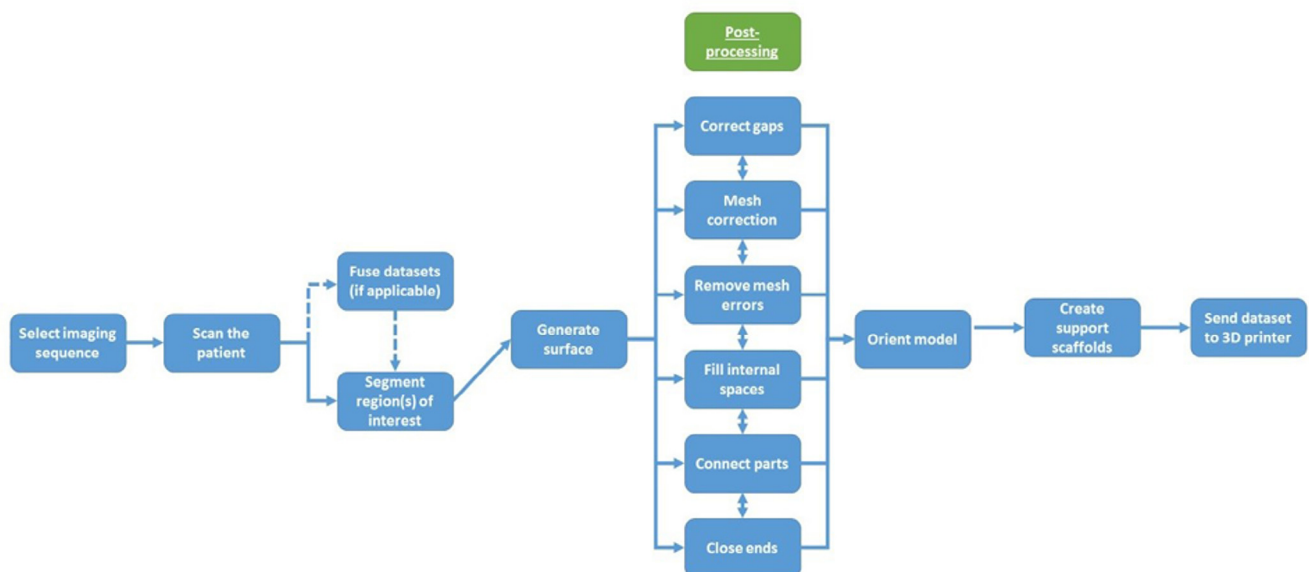 Post-
processing
Select imaging
sequence
Scan the
patient
Fuse datasets
(if applicable)
Segment
region(s) of
interest
Generate
surface
Correct gaps
Mesh
correction
Remove mesh
errors
Fill internal
spaces
Connect parts
Close ends
Orient model
Create
support
scaffolds
Send dataset
to 3D printer